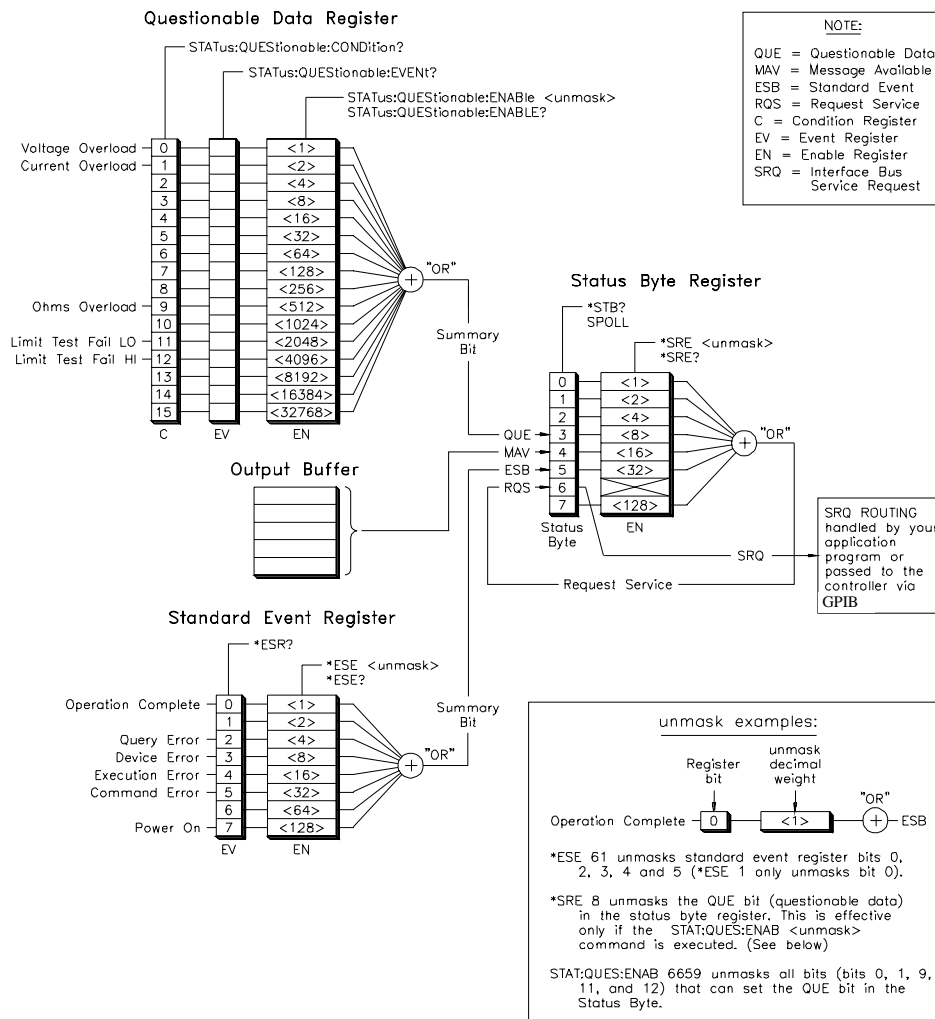 Questionable Data Register
STATus:QUEStionable:CONDition?
STATus:QUEStionable:EVENt?
STATus:QUEStionable:ENABle <unmask>
STATus:QUEStionable:ENABLE?
Voltage Overload 0 <1>
Current Overload 1 <2>
2 <4>
3 <8>
4 <16>
5 <32>
6 <64>
7 <128>
8 <256>
Ohms Overload 9 <512>
10 <1024>
Limit Test Fail LO 11 <2048>
Limit Test Fail HI 12 <4096>
13 <8192>
14 <16384>
15 <32768>
C EV EN
+ "OR"
Summary
Bit
NOTE:
QUE = Questionable Data
MAV = Message Available
ESB = Standard Event
RQS = Request Service
C = Condition Register
EV = Event Register
EN = Enable Register
SRQ = Interface Bus
Service Request
Status Byte Register
*STB?
SPOLL
*SRE <unmask>
*SRE?
0 <1>
1 <2>
2 <4>
QUE 3 <8>
MAV 4 <16>
ESB 5 <32>
RQS 6
7 <128>
Status
Byte
EN
+ "OR"
SRQ
Request Service
SRQ ROUTING
handled by your
application
program or
passed to the
controller via
GPIB
Output Buffer
Standard Event Register
*ESR?
*ESE <unmask>
*ESE?
Operation Complete 0 <1>
1 <2>
Query Error 2 <4>
Device Error 3 <8>
Execution Error 4 <16>
Command Error 5 <32>
6 <64>
Power On 7 <128>
EV EN
+ "OR"
Summary
Bit
unmask examples:
Register
bit
unmask
decimal
weight
Operation Complete 0 <1> + "OR" ESB
*ESE 61 unmasks standard event register bits 0,
2, 3, 4 and 5 (*ESE 1 only unmasks bit 0).
*SRE 8 unmasks the QUE bit (questionable data)
in the status byte register. This is effective
only if the STAT:QUES:ENAB <unmask>
command is executed. (See below)
STAT:QUES:ENAB 6659 unmasks all bits (bits 0, 1, 9,
11, and 12) that can set the QUE bit in the
Status Byte.